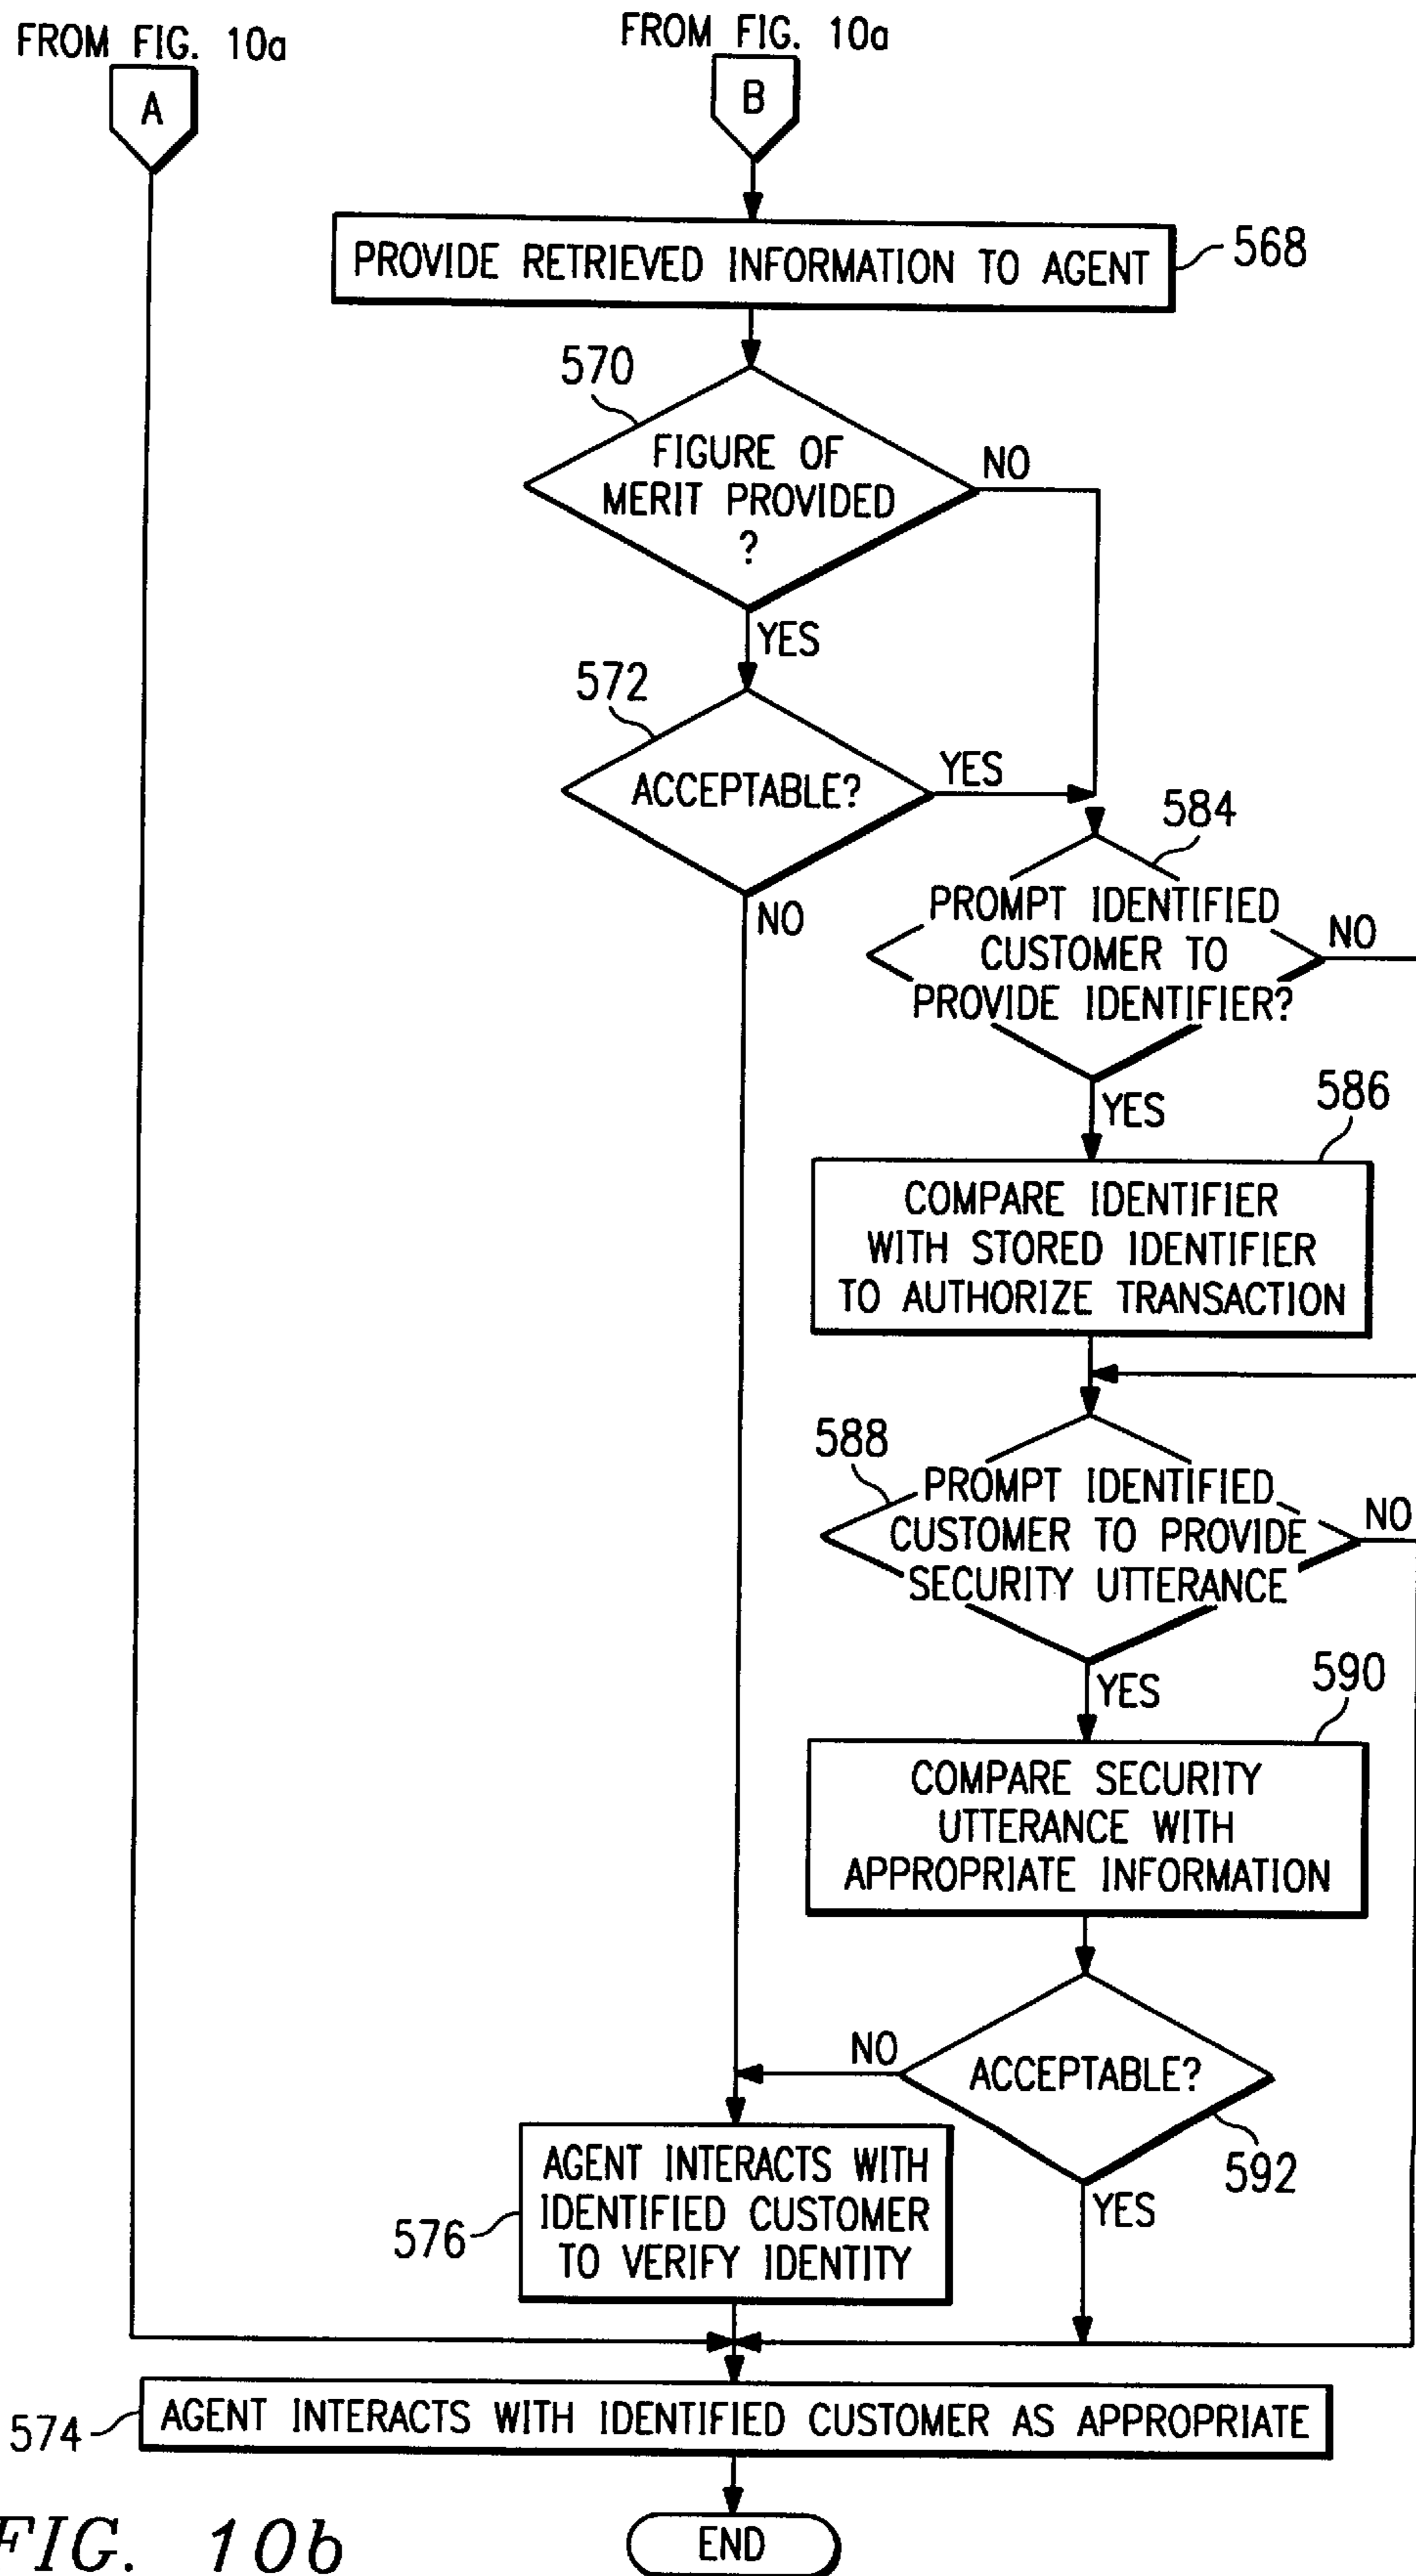 FROM FIG. 10a
FROM FIG. 10a
A
B
PROVIDE RETRIEVED INFORMATION TO AGENT
568
570
FIGURE OF
MERIT PROVIDED
?
NO
YES
572
ACCEPTABLE?
YES
NO
584
PROMPT IDENTIFIED
CUSTOMER TO
PROVIDE IDENTIFIER?
NO
YES
586
COMPARE IDENTIFIER
WITH STORED IDENTIFIER
TO AUTHORIZE TRANSACTION
588
PROMPT IDENTIFIED
CUSTOMER TO PROVIDE
SECURITY UTTERANCE
NO
YES
590
COMPARE SECURITY
UTTERANCE WITH
APPROPRIATE INFORMATION
NO
ACCEPTABLE?
592
YES
AGENT INTERACTS WITH
IDENTIFIED CUSTOMER
TO VERIFY IDENTITY
576
574
AGENT INTERACTS WITH IDENTIFIED CUSTOMER AS APPROPRIATE
END
FIG. 10b